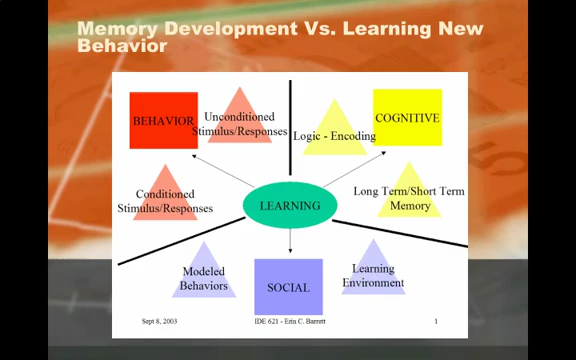 Memory Development Vs. Learning New
Behavior
BEHAVIOR
Unconditioned
Stimulus/Responses
Logic - Encoding
COGNITIVE
Conditioned
Stimulus/Responses
LEARNING
Long Term/Short Term
Memory
Modeled
Behaviors
SOCIAL
Learning
Environment
Sept 8, 2003
IDE 621 - Erin C. Barrett
1